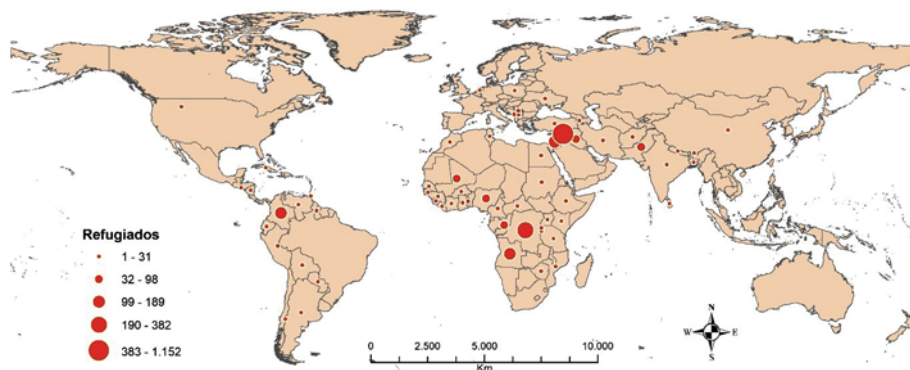 Refugiados
1 - 31
32 - 98
99 - 189
190 - 382
383 - 1.152
N
W E
S
0 2.500 5.000 10.000
Km